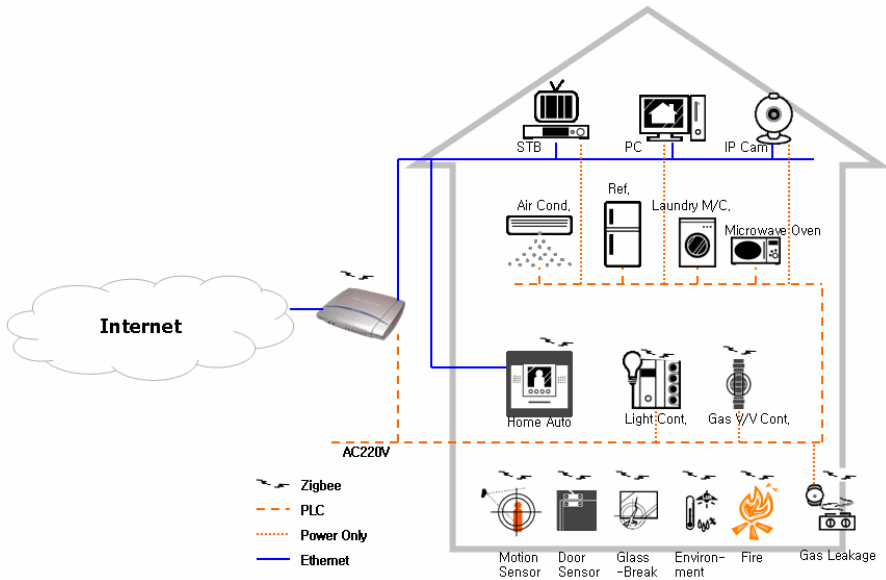 STB
PC
IP Cam,
Air Cond,
Ref,
Laundry M/C,
Microwave Oven
Internet
Home Auto
Light Cont,
Gas V/V Cont,
AC220V
Zigbee
PLC
Power Only
Ethernet
Motion
Sensor
Door
Sensor
Glass
-Break
Environ-
ment
Fire
Gas Leakage